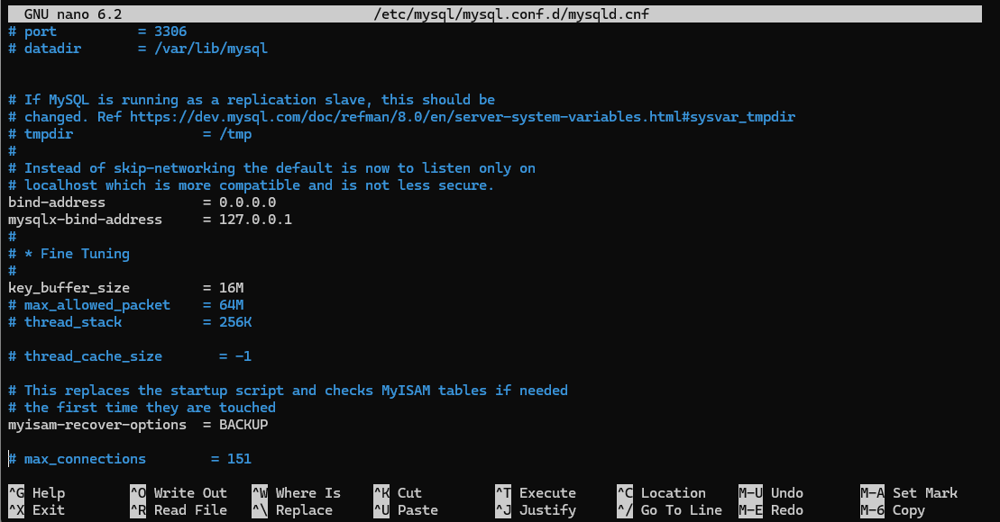 GNU nano 6.2 /etc/mysql/mysql.conf.d/mysqld.cnf
# port = 3306
# datadir = /var/lib/mysql
# If MySQL is running as a replication slave, this should be
# changed. Ref https://dev.mysql.com/doc/refman/8.0/en/server-system-variables.html#sysvar_tmpdir
# tmpdir = /tmp
#
# Instead of skip-networking the default is now to listen only on
# localhost which is more compatible and is not less secure.
bind-address = 0.0.0.0
mysqlx-bind-address = 127.0.0.1
#
# * Fine Tuning
#
key_buffer_size = 16M
# max_allowed_packet = 64M
# thread_stack = 256K
# thread_cache_size = -1
# This replaces the startup script and checks MyISAM tables if needed
# the first time they are touched
myisam-recover-options = BACKUP
# max_connections = 151
^G Help ^O Write Out ^W Where Is ^K Cut ^T Execute ^C Location M-U Undo M-A Set Mark
^X Exit ^R Read File ^\ Replace ^U Paste ^J Justify ^/ Go To Line M-E Redo M-6 Copy